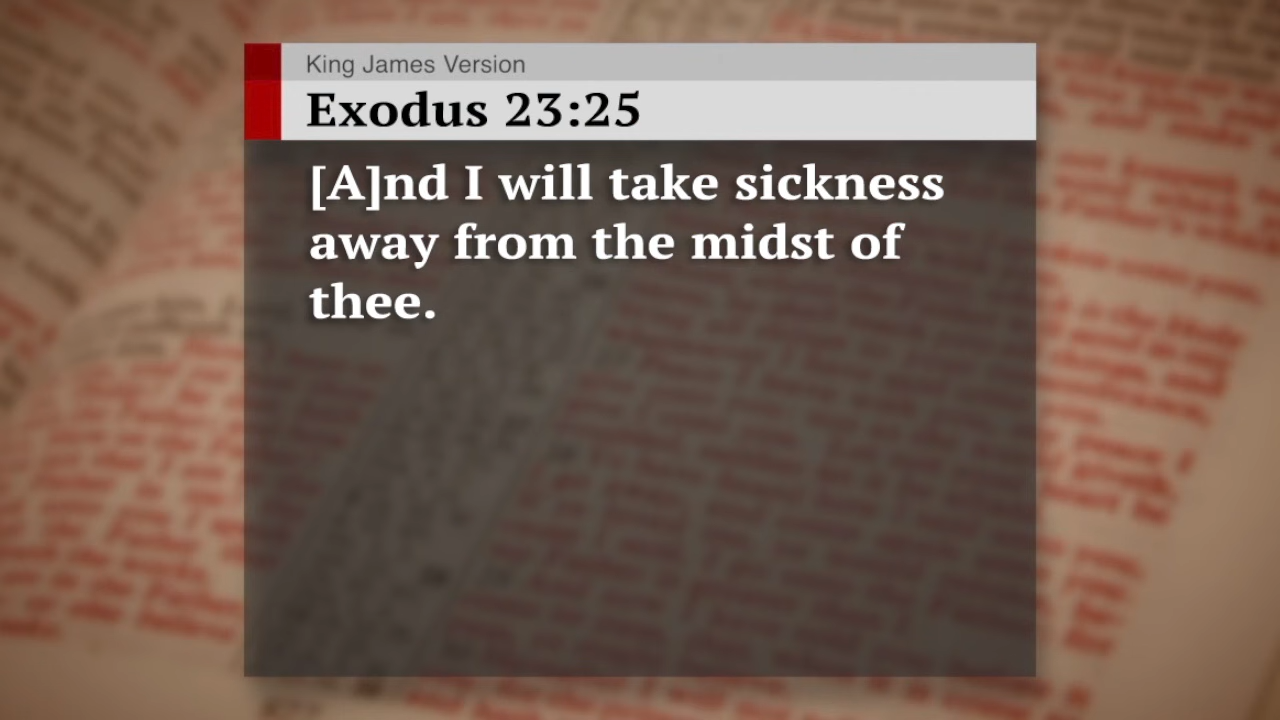 King James Version
Exodus 23:25
[A]nd I will take sickness
away from the midst of
thee.